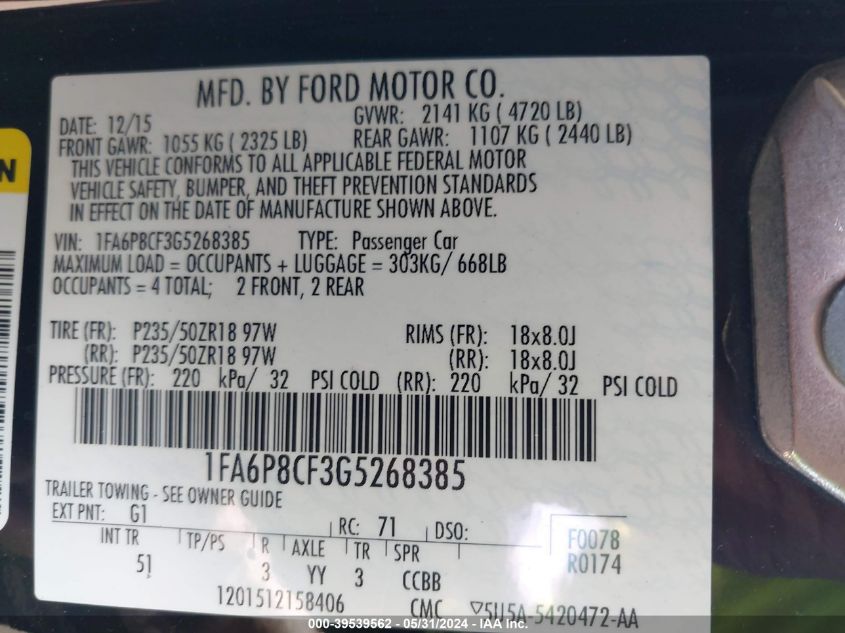 MFD. BY FORD MOTOR CO.
DATE: 12/15 GVWR: 2141 KG ( 4720 LB)
FRONT GAWR: 1055 KG ( 2325 LB) REAR GAWR: 1107 KG ( 2440 LB)
THIS VEHICLE CONFORMS TO ALL APPLICABLE FEDERAL MOTOR
VEHICLE SAFETY, BUMPER, AND THEFT PREVENTION STANDARDS
IN EFFECT ON THE DATE OF MANUFACTURE SHOWN ABOVE.
VIN: 1FA6P8CF3G5268385 TYPE: Passenger Car
MAXIMUM LOAD = OCCUPANTS + LUGGAGE = 303KG/ 668LB
OCCUPANTS = 4 TOTAL; 2 FRONT, 2 REAR
TIRE (FR): P235/50ZR18 97W RIMS (FR): 18x8.0J
(RR): P235/50ZR18 97W (RR): 18x8.0J
PRESSURE (FR): 220 kPa/ 32 PSI COLD (RR): 220 kPa/ 32 PSI COLD
1FA6P8CF3G5268385
TRAILER TOWING - SEE OWNER GUIDE
EXT PNT: G1 RC: 71 DSO: F0078
INT TR TP/PS R AXLE TR SPR R0174
51 3 YY 3 CCBB
1201512158406 CMC 5U5A-5420472-AA
000-39539562 - 05/31/2024 - IAA Inc.